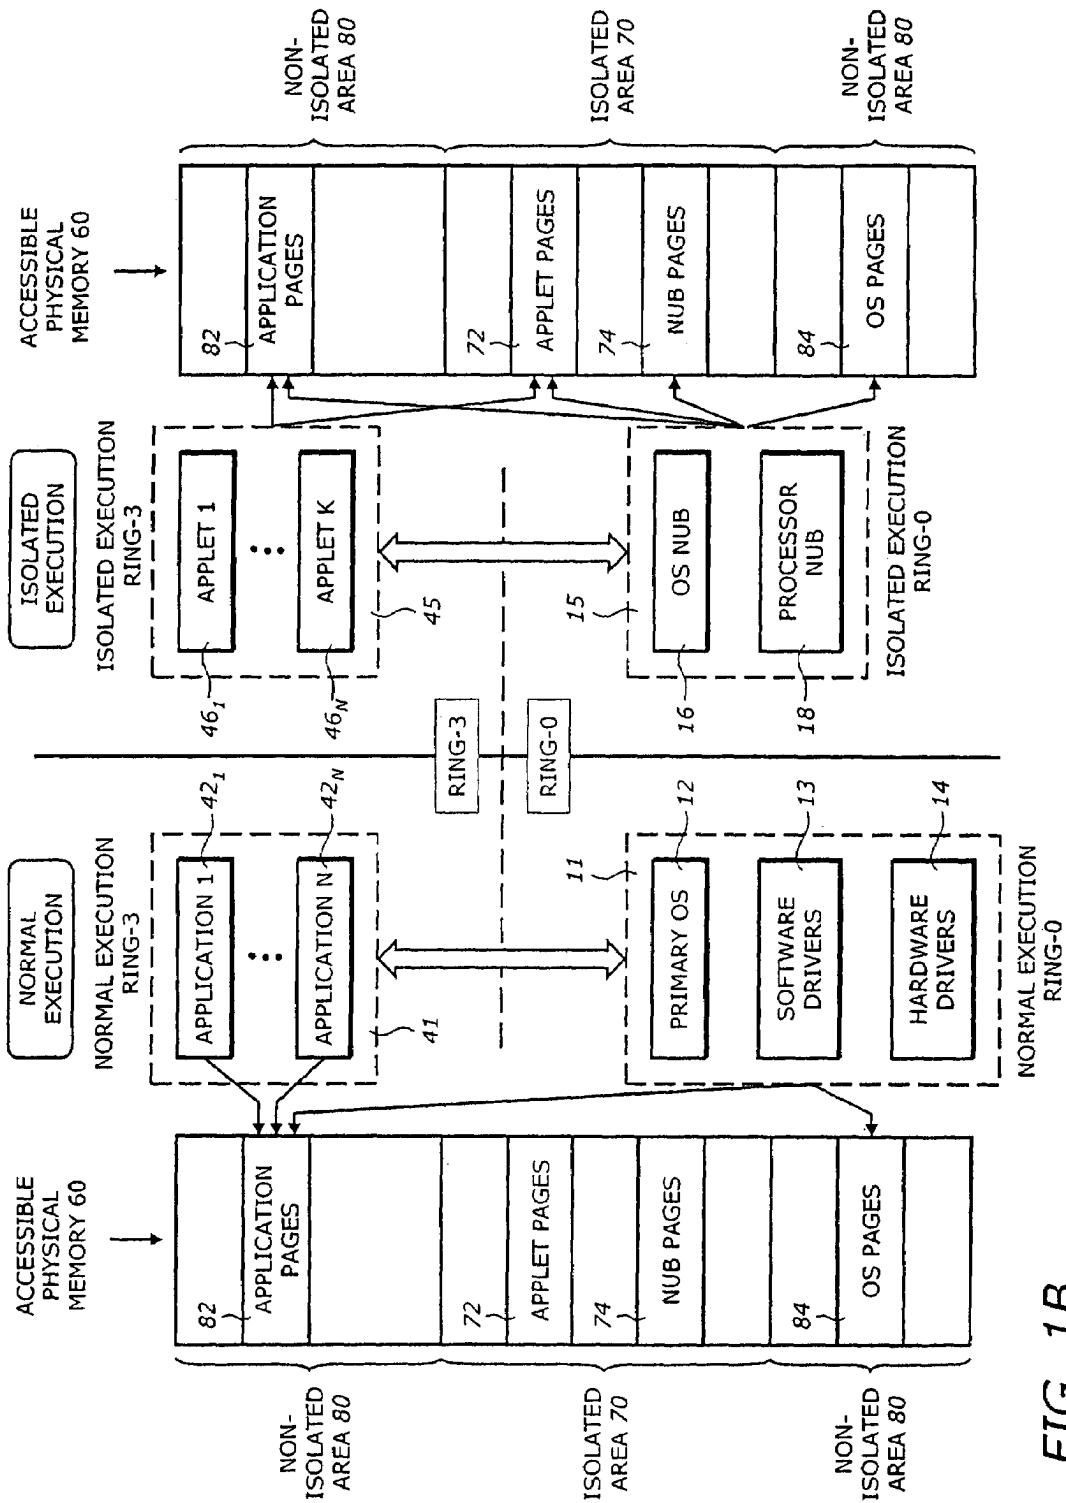 ACCESSIBLE
PHYSICAL
MEMORY 60
NON-
ISOLATED
AREA 80
82
APPLICATION
PAGES
ISOLATED
AREA 70
72
APPLET PAGES
74
NUB PAGES
NON-
ISOLATED
AREA 80
84
OS PAGES
NORMAL
EXECUTION
NORMAL EXECUTION
RING-3
APPLICATION 1
42₁
APPLICATION N
42N
41
RING-3
RING-0
11
PRIMARY OS
12
SOFTWARE
DRIVERS
13
HARDWARE
DRIVERS
14
NORMAL EXECUTION
RING-0
ISOLATED
EXECUTION
ISOLATED EXECUTION
RING-3
APPLET 1
46₁
APPLET K
46N
45
15
OS NUB
16
PROCESSOR
NUB
18
ISOLATED EXECUTION
RING-0
ACCESSIBLE
PHYSICAL
MEMORY 60
82
APPLICATION
PAGES
NON-
ISOLATED
AREA 80
72
APPLET PAGES
74
NUB PAGES
ISOLATED
AREA 70
84
OS PAGES
NON-
ISOLATED
AREA 80
FIG. 1B